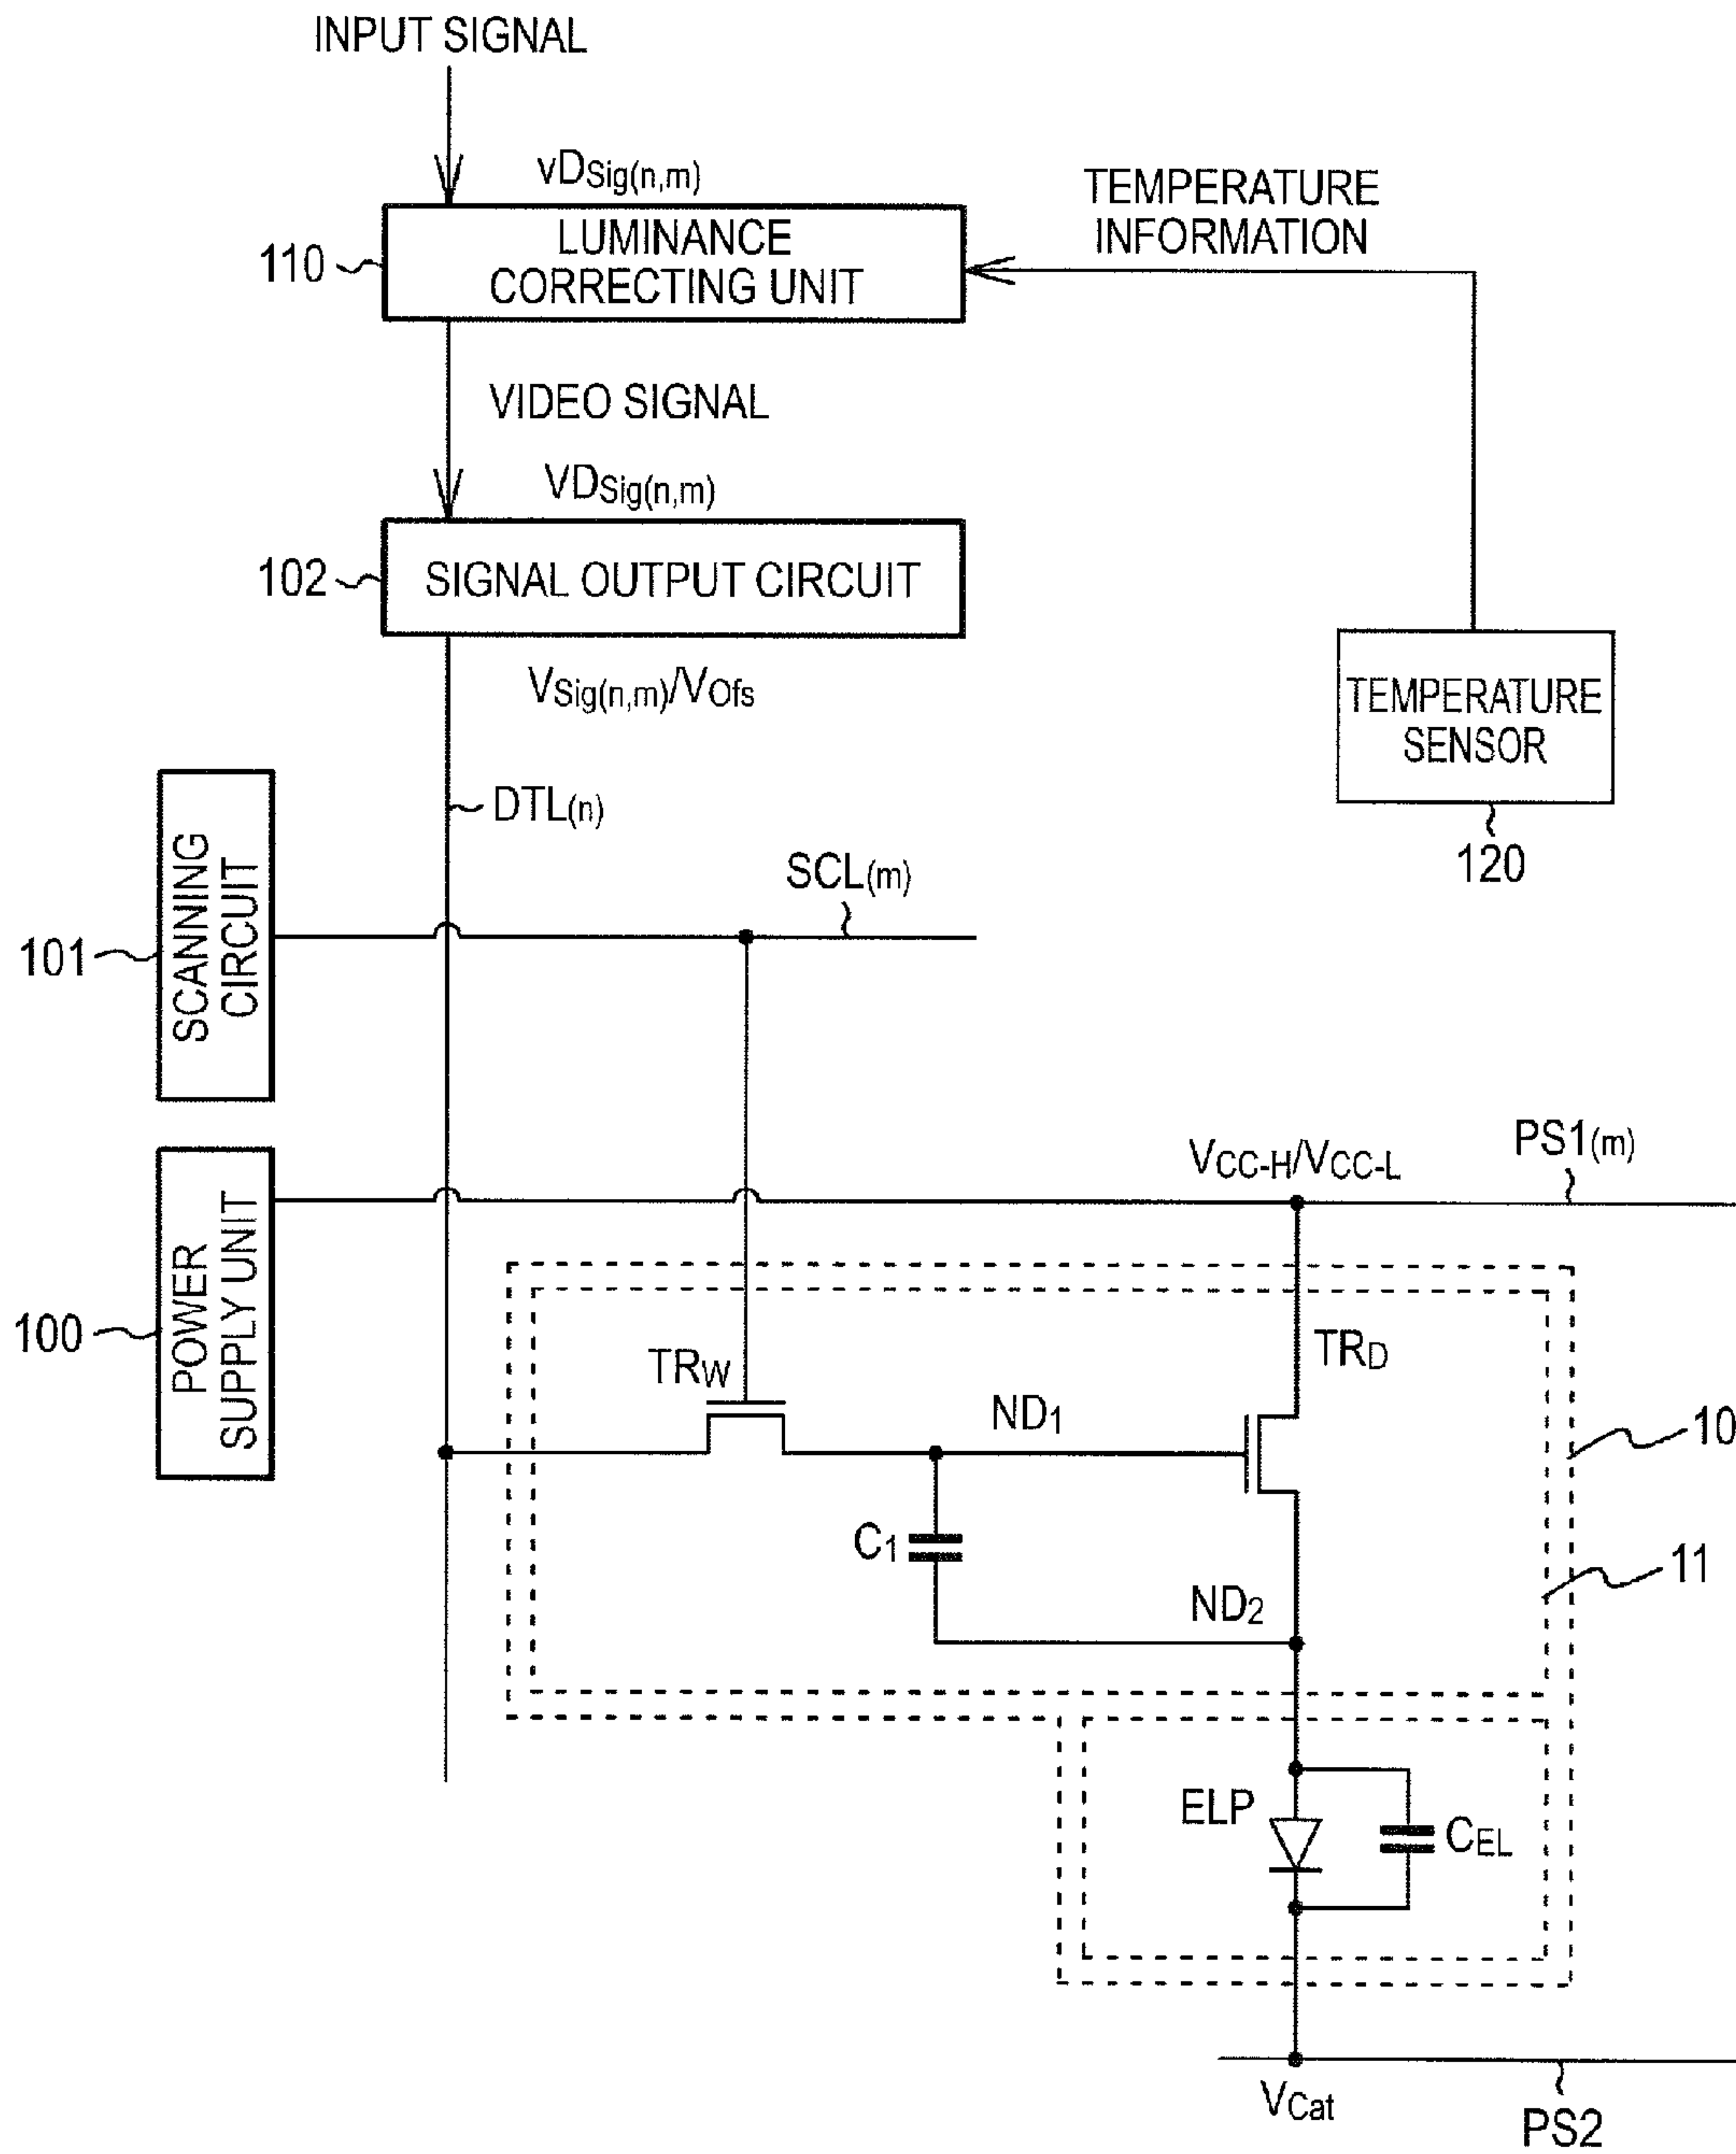 INPUT SIGNAL
vDSig(n,m)
TEMPERATURE
INFORMATION
110
LUMINANCE
CORRECTING UNIT
VIDEO SIGNAL
VDSig(n,m)
102
SIGNAL OUTPUT CIRCUIT
VSig(n,m)/VOfs
TEMPERATURE
SENSOR
120
DTL(n)
SCL(m)
101
SCANNING
CIRCUIT
VCC-H/VCC-L
PS1(m)
100
POWER
SUPPLY UNIT
TRW
TRD
ND1
10
C1
11
ND2
ELP
CEL
VCat
PS2